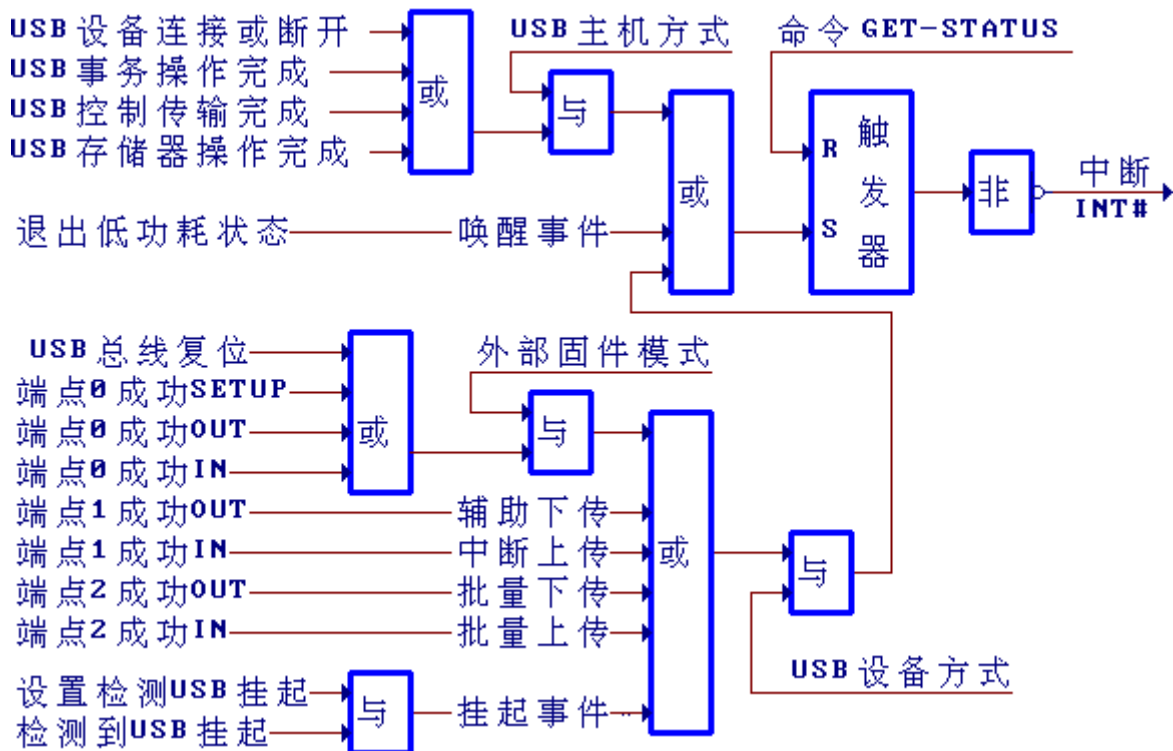 USB设备连接或断开
USB事务操作完成
USB控制传输完成
USB存储器操作完成
或
USB主机方式
与
命令GET-STATUS
或
R
S
触
发
器
非
中断
INT#
退出低功耗状态
唤醒事件
USB总线复位
端点0成功SETUP
端点0成功OUT
端点0成功IN
或
外部固件模式
与
端点1成功OUT
辅助下传
端点1成功IN
中断上传
端点2成功OUT
批量下传
端点2成功IN
批量上传
或
与
USB设备方式
设置检测USB挂起
检测到USB挂起
与
挂起事件